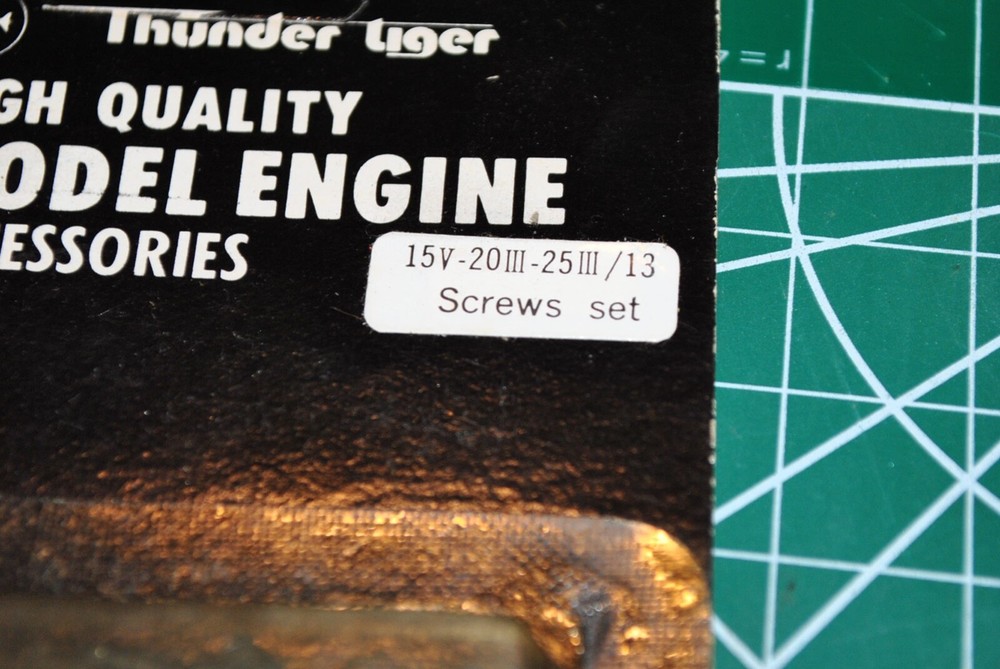 Thunder tiger
GH QUALITY
ODEL ENGINE
ESSORIES
15V-20III-25III/13
Screws set